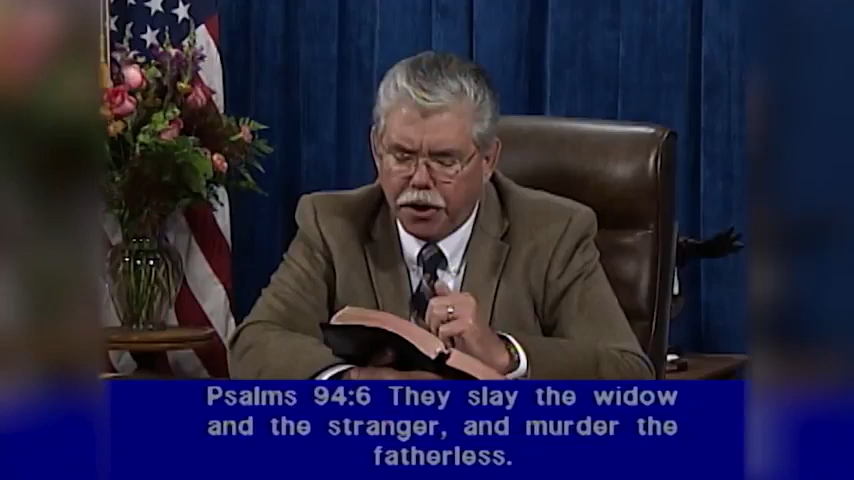 Psalms 94:6 They slay the widow
and the stranger, and murder the
fatherless.